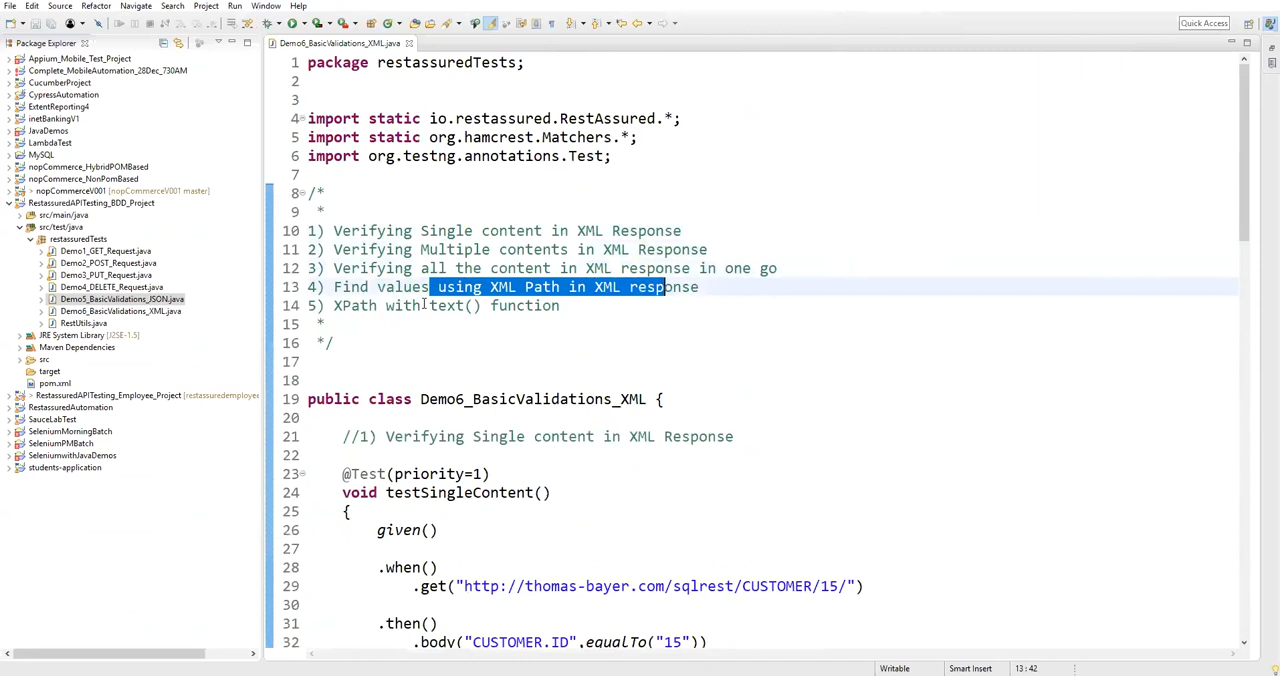 File Edit Source Refactor Navigate Search Project Run Window Help
Quick Access
Package Explorer
Demo6_BasicValidations_XML.java
Appium_Mobile_Test_Project
Complete_MobileAutomation_28Dec_730AM
CucumberProject
CypressAutomation
ExtentReporting4
inetBankingV1
JavaDemos
LambdaTest
MySQL
nopCommerce_HybridPOMBased
nopCommerce_NonPomBased
> nopCommerceV001 [nopCommerceV001 master]
RestassuredAPITesting_BDD_Project
src/main/java
src/test/java
restassuredTests
Demo1_GET_Request.java
Demo2_POST_Request.java
Demo3_PUT_Request.java
Demo4_DELETE_Request.java
Demo5_BasicValidations_JSON.java
Demo6_BasicValidations_XML.java
RestUtils.java
JRE System Library [J2SE-1.5]
Maven Dependencies
src
target
pom.xml
> RestassuredAPITesting_Employee_Project [restassuredemployee
RestassuredAutomation
SauceLabTest
SeleniumMorningBatch
SeleniumPMBatch
SeleniumwithJavaDemos
students-application
1 package restassuredTests;
2
3
4 import static io.restassured.RestAssured.*;
5 import static org.hamcrest.Matchers.*;
6 import org.testng.annotations.Test;
7
8 /*
9 *
10 1) Verifying Single content in XML Response
11 2) Verifying Multiple contents in XML Response
12 3) Verifying all the content in XML response in one go
13 4) Find values using XML Path in XML response
14 5) XPath with text() function
15 *
16 */
17
18
19 public class Demo6_BasicValidations_XML {
20
21 //1) Verifying Single content in XML Response
22
23 @Test(priority=1)
24 void testSingleContent()
25 {
26 given()
27
28 .when()
29 .get("http://thomas-bayer.com/sqlrest/CUSTOMER/15/")
30
31 .then()
32 .body("CUSTOMER.ID",equalTo("15"))
Writable Smart Insert 13 : 42